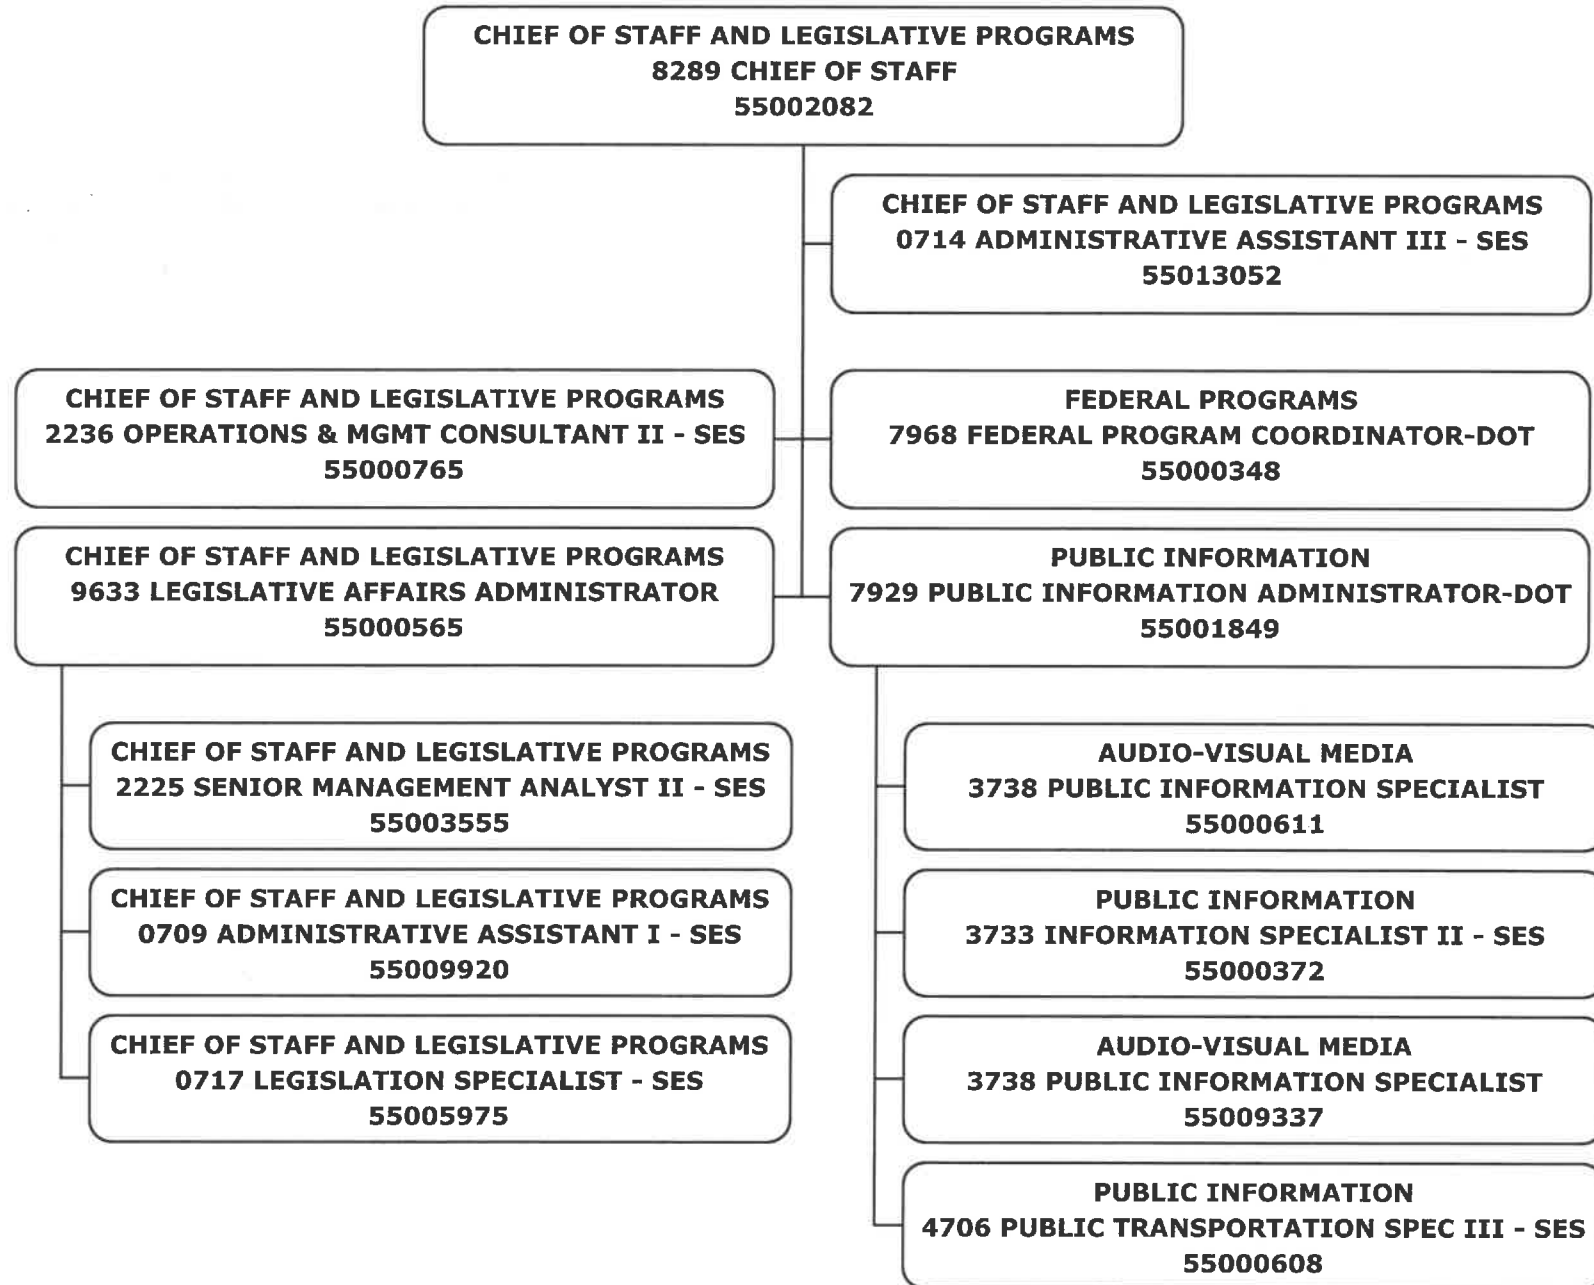 CHIEF OF STAFF AND LEGISLATIVE PROGRAMS
8289 CHIEF OF STAFF
55002082
CHIEF OF STAFF AND LEGISLATIVE PROGRAMS
0714 ADMINISTRATIVE ASSISTANT III - SES
55013052
CHIEF OF STAFF AND LEGISLATIVE PROGRAMS
2236 OPERATIONS & MGMT CONSULTANT II - SES
55000765
FEDERAL PROGRAMS
7968 FEDERAL PROGRAM COORDINATOR-DOT
55000348
CHIEF OF STAFF AND LEGISLATIVE PROGRAMS
9633 LEGISLATIVE AFFAIRS ADMINISTRATOR
55000565
PUBLIC INFORMATION
7929 PUBLIC INFORMATION ADMINISTRATOR-DOT
55001849
CHIEF OF STAFF AND LEGISLATIVE PROGRAMS
2225 SENIOR MANAGEMENT ANALYST II - SES
55003555
CHIEF OF STAFF AND LEGISLATIVE PROGRAMS
0709 ADMINISTRATIVE ASSISTANT I - SES
55009920
CHIEF OF STAFF AND LEGISLATIVE PROGRAMS
0717 LEGISLATION SPECIALIST - SES
55005975
AUDIO-VISUAL MEDIA
3738 PUBLIC INFORMATION SPECIALIST
55000611
PUBLIC INFORMATION
3733 INFORMATION SPECIALIST II - SES
55000372
AUDIO-VISUAL MEDIA
3738 PUBLIC INFORMATION SPECIALIST
55009337
PUBLIC INFORMATION
4706 PUBLIC TRANSPORTATION SPEC III - SES
55000608